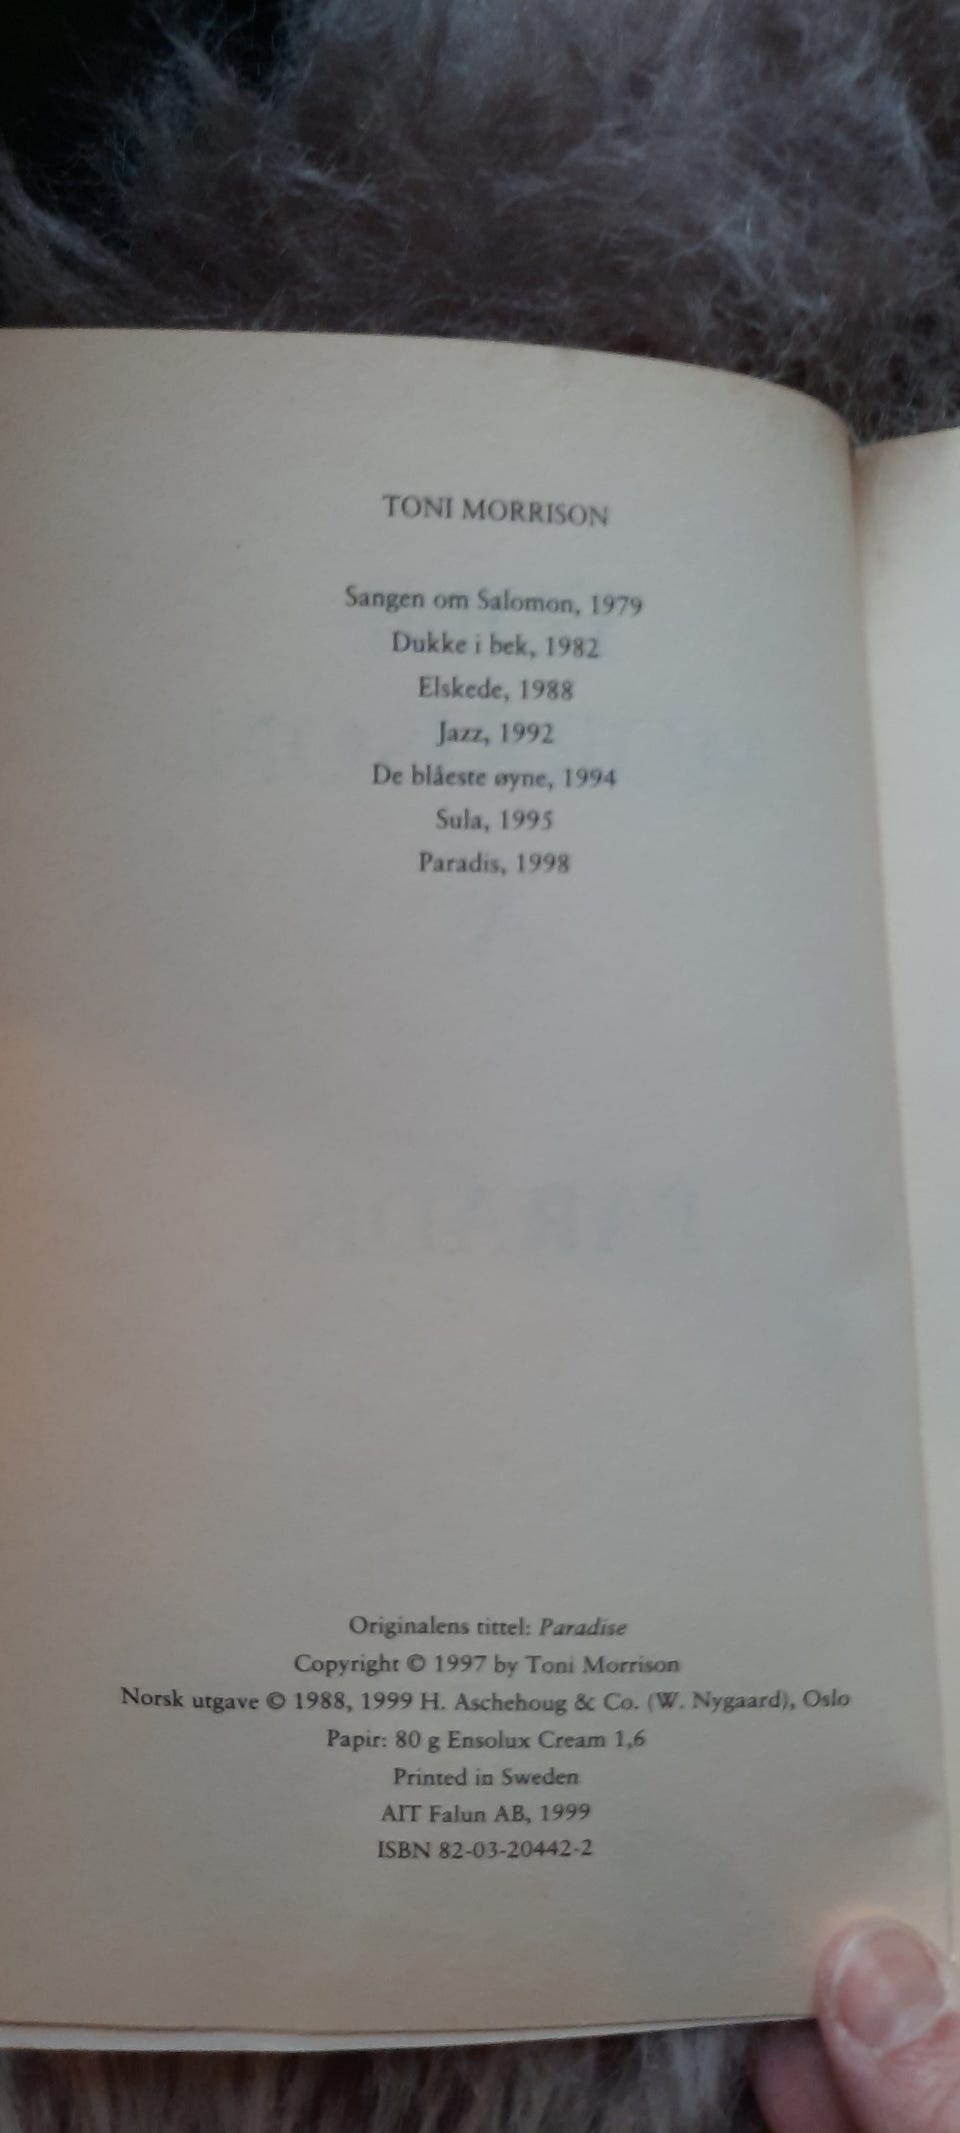 TONI MORRISON
Sangen om Salomon, 1979
Dukke i bek, 1982
Elskede, 1988
Jazz, 1992
De blåeste øyne, 1994
Sula, 1995
Paradis, 1998
Originalens tittel: Paradise
Copyright © 1997 by Toni Morrison
Norsk utgave © 1988, 1999 H. Aschehoug & Co. (W. Nygaard), Oslo
Papir: 80 g Ensolux Cream 1,6
Printed in Sweden
AIT Falun AB, 1999
ISBN 82-03-20442-2